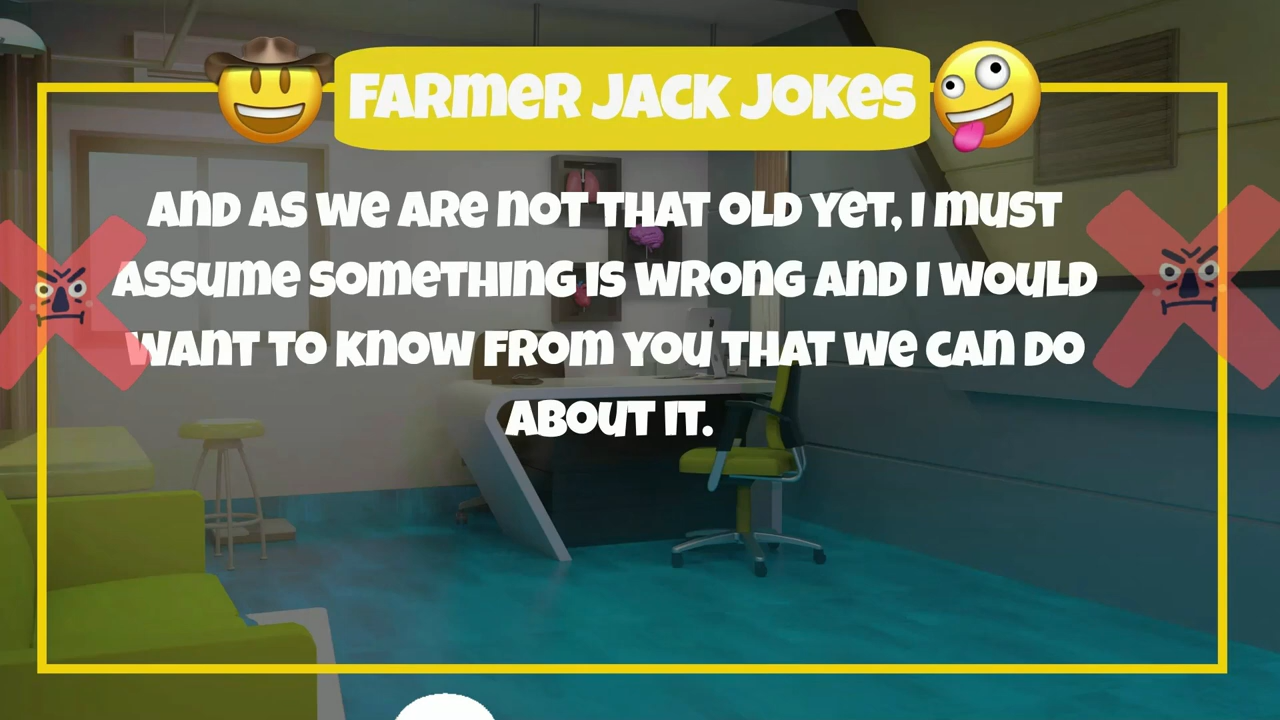 FARMER JACK JOKES
AND AS WE ARE NOT THAT OLD YET, I MUST
ASSUME SOMETHING IS WRONG AND I WOULD
WANT TO KNOW FROM YOU THAT WE CAN DO
ABOUT IT.